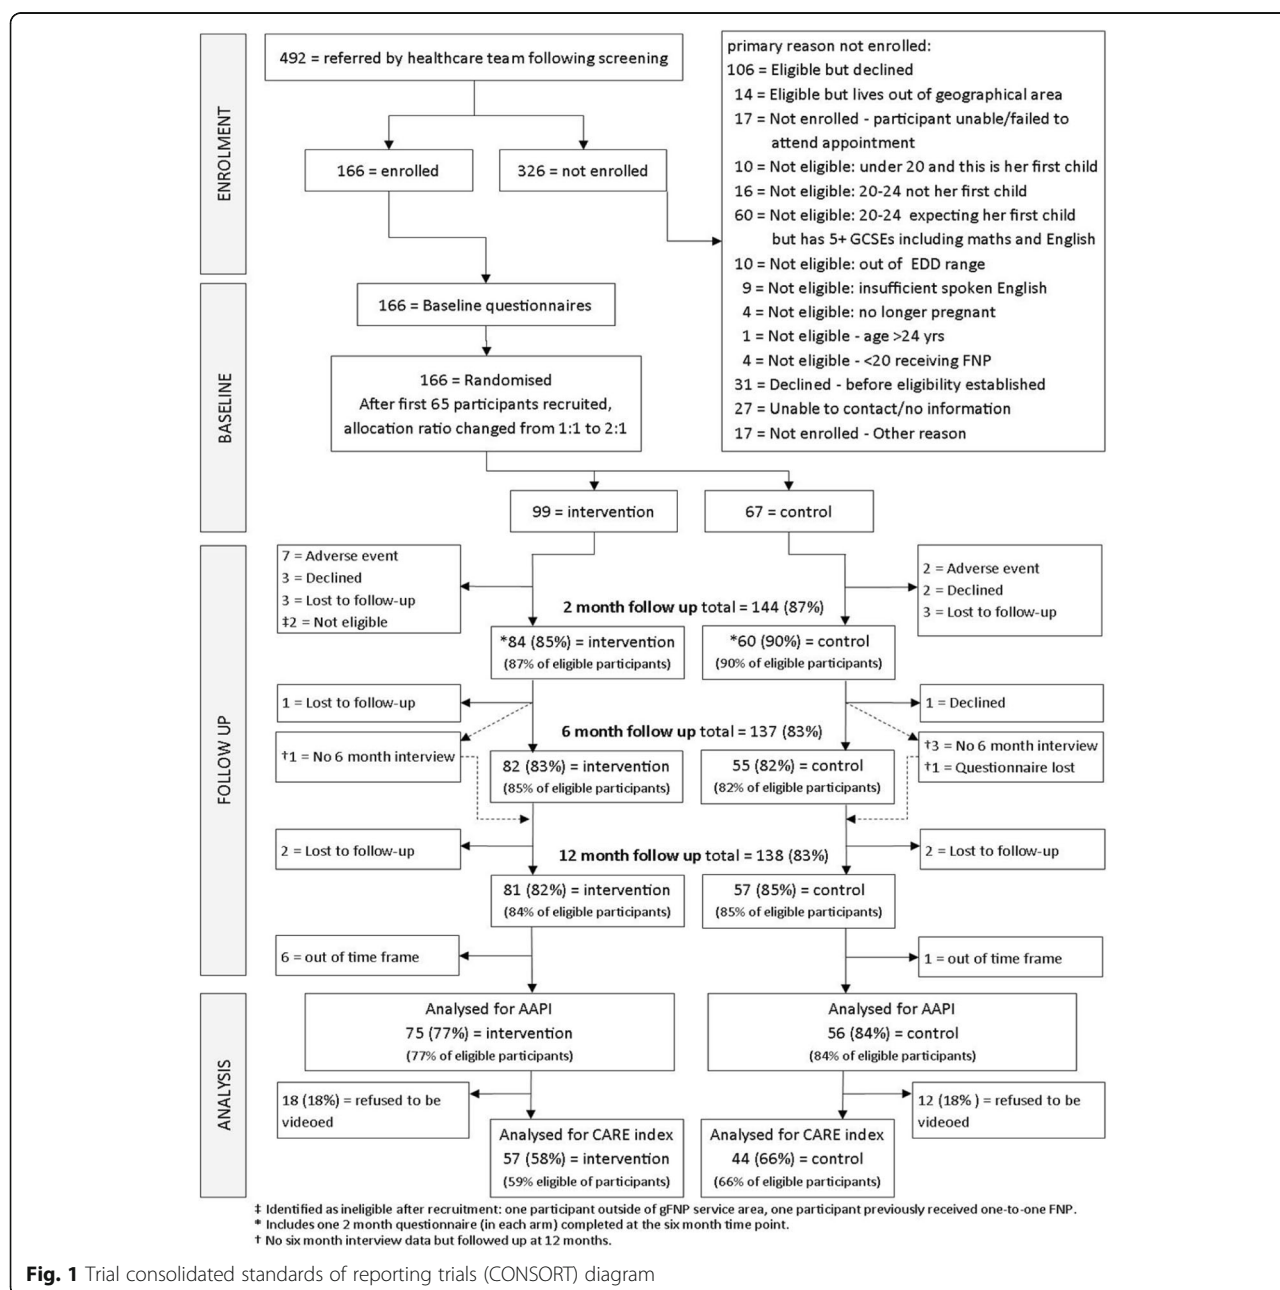 ENROLMENT
492 = referred by healthcare team following screening
166 = enrolled
326 = not enrolled
primary reason not enrolled:
106 = Eligible but declined
14 = Eligible but lives out of geographical area
17 = Not enrolled - participant unable/failed to
attend appointment
10 = Not eligible: under 20 and this is her first child
16 = Not eligible: 20-24 not her first child
60 = Not eligible: 20-24 expecting her first child
but has 5+ GCSEs including maths and English
10 = Not eligible: out of EDD range
9 = Not eligible: insufficient spoken English
4 = Not eligible: no longer pregnant
1 = Not eligible - age >24 yrs
4 = Not eligible - <20 receiving FNP
31 = Declined - before eligibility established
27 = Unable to contact/no information
17 = Not enrolled - Other reason
BASELINE
166 = Baseline questionnaires
166 = Randomised
After first 65 participants recruited,
allocation ratio changed from 1:1 to 2:1
99 = intervention
67 = control
FOLLOW UP
7 = Adverse event
3 = Declined
3 = Lost to follow-up
‡2 = Not eligible
2 = Adverse event
2 = Declined
3 = Lost to follow-up
2 month follow up total = 144 (87%)
*84 (85%) = intervention
(87% of eligible participants)
*60 (90%) = control
(90% of eligible participants)
1 = Lost to follow-up
1 = Declined
†1 = No 6 month interview
†3 = No 6 month interview
†1 = Questionnaire lost
6 month follow up total = 137 (83%)
82 (83%) = intervention
(85% of eligible participants)
55 (82%) = control
(82% of eligible participants)
2 = Lost to follow-up
2 = Lost to follow-up
12 month follow up total = 138 (83%)
81 (82%) = intervention
(84% of eligible participants)
57 (85%) = control
(85% of eligible participants)
6 = out of time frame
1 = out of time frame
ANALYSIS
Analysed for AAPI
75 (77%) = intervention
(77% of eligible participants)
Analysed for AAPI
56 (84%) = control
(84% of eligible participants)
18 (18%) = refused to be
videoed
12 (18% ) = refused to be
videoed
Analysed for CARE index
57 (58%) = intervention
(59% eligible of participants)
Analysed for CARE index
44 (66%) = control
(66% of eligible participants)
‡ Identified as ineligible after recruitment: one participant outside of gFNP service area, one participant previously received one-to-one FNP.
* Includes one 2 month questionnaire (in each arm) completed at the six month time point.
† No six month interview data but followed up at 12 months.
Fig. 1 Trial consolidated standards of reporting trials (CONSORT) diagram